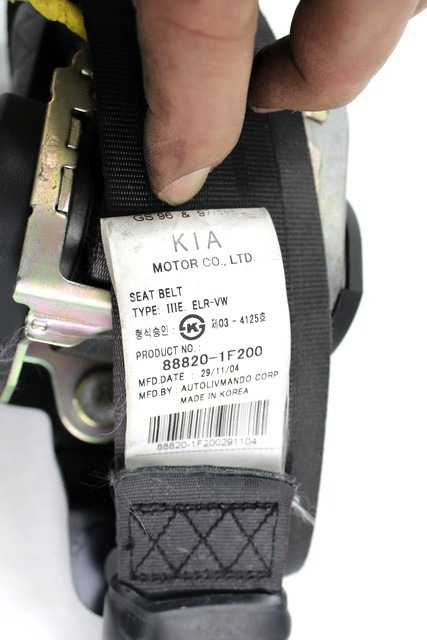 KIA
MOTOR CO., LTD.
SEAT BELT
TYPE: IIIE ELR-VW
형식승인 : K 제03 - 4125호
PRODUCT NO.:
88820-1F200
MFD.DATE : 29/11/04
MFD.BY : AUTOLIVMANDO CORP
MADE IN KOREA
88820-1F200291104